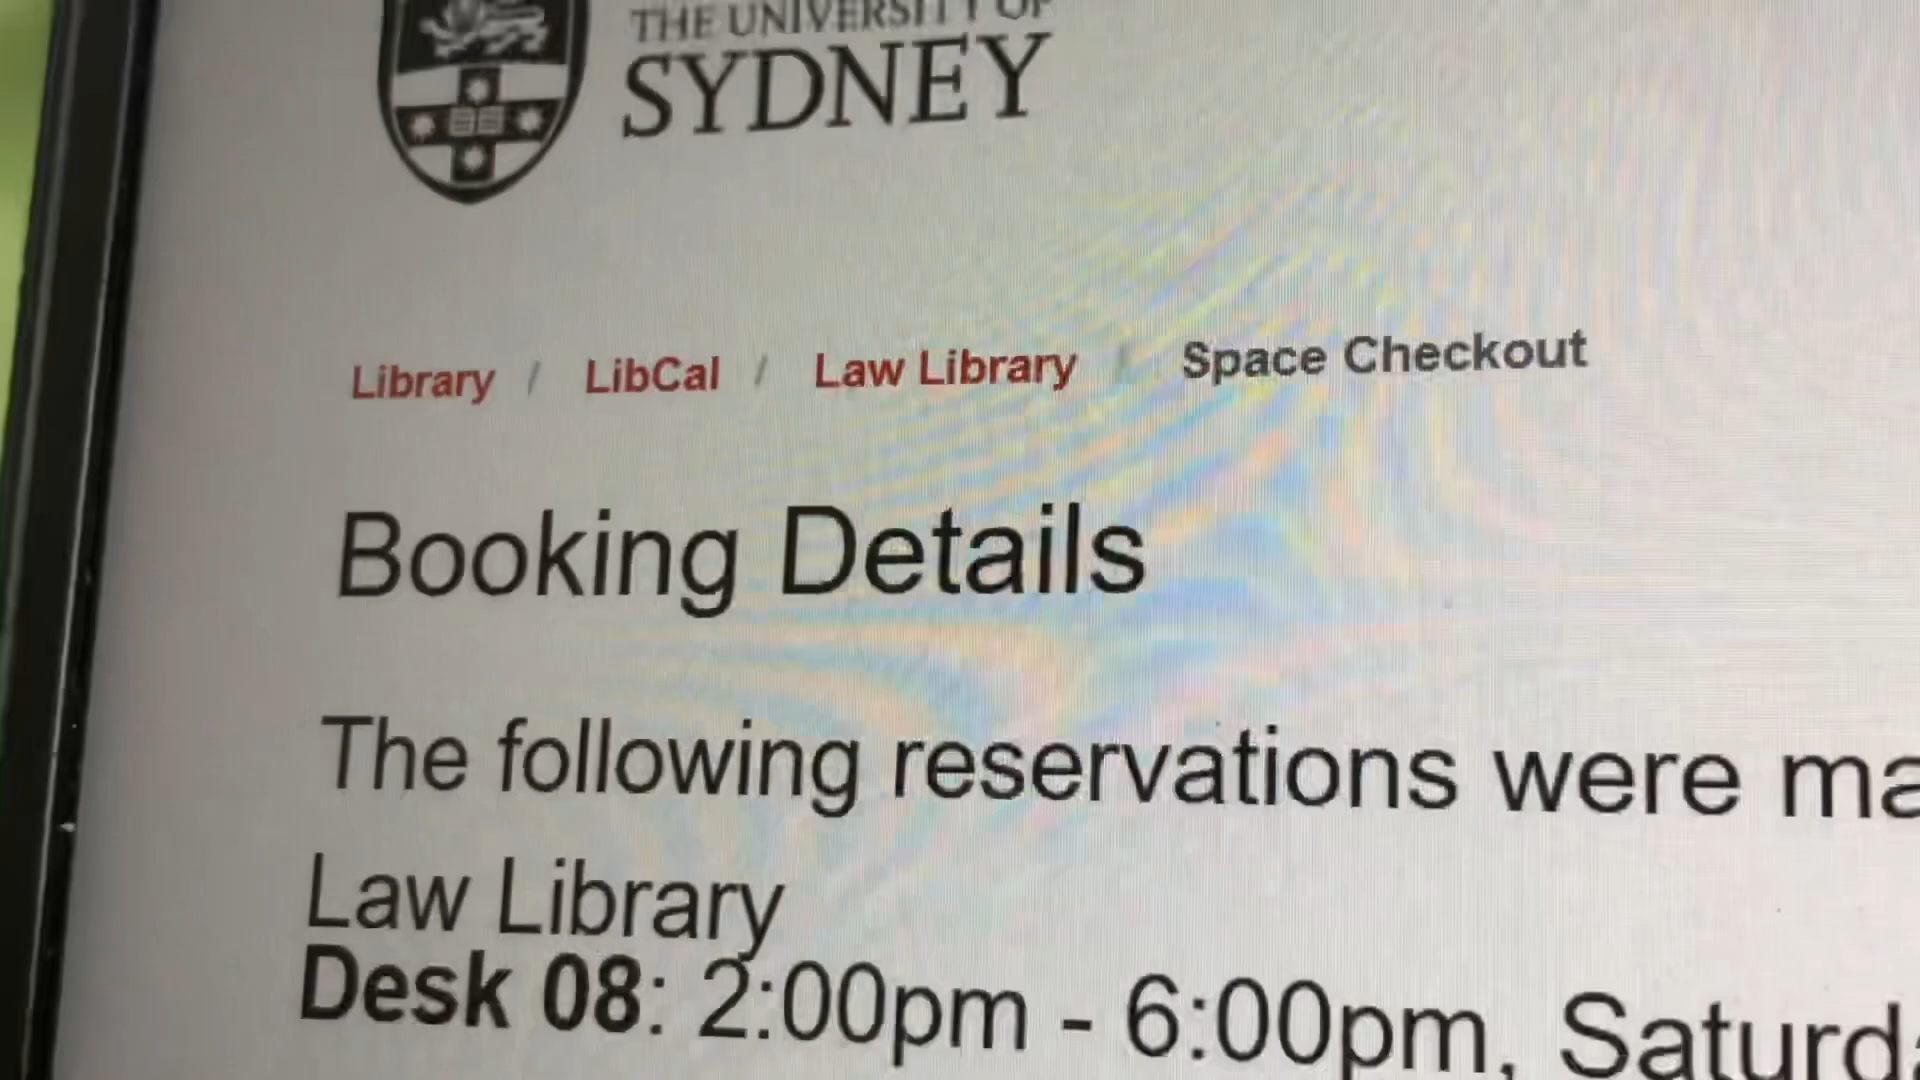 THE UNIVERSITY OF
SYDNEY
Library / LibCal / Law Library / Space Checkout
Booking Details
The following reservations were ma
Law Library
Desk 08: 2:00pm - 6:00pm, Saturda